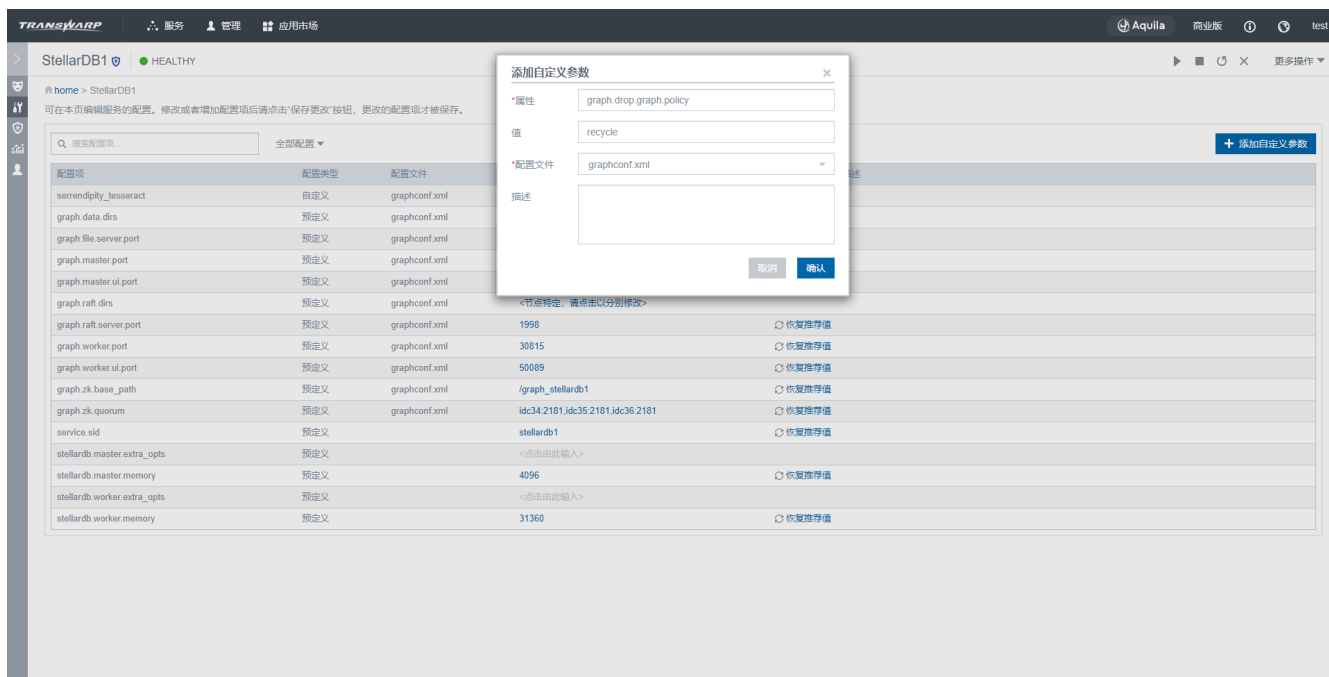 TRANSWARP 服务 管理 应用市场 Aquila 商业版 test
StellarDB1 HEALTHY 更多操作
home > StellarDB1
可在本页编辑服务的配置。修改或者增加配置项后请点击“保存更改”按钮，更改的配置项才被保存。
搜索配置项... 全部配置 添加自定义参数
配置项 配置类型 配置文件 述
serrendipity_tesseract 自定义 graphconf.xml
graph.data.dirs 预定义 graphconf.xml
graph.file.server.port 预定义 graphconf.xml
graph.master.port 预定义 graphconf.xml
graph.master.ui.port 预定义 graphconf.xml
graph.raft.dirs 预定义 graphconf.xml <节点特定，请点击以分别修改>
graph.raft.server.port 预定义 graphconf.xml 1998 恢复推荐值
graph.worker.port 预定义 graphconf.xml 30815 恢复推荐值
graph.worker.ui.port 预定义 graphconf.xml 50089 恢复推荐值
graph.zk.base_path 预定义 graphconf.xml /graph_stellardb1 恢复推荐值
graph.zk.quorum 预定义 graphconf.xml idc34:2181,idc35:2181,idc36:2181 恢复推荐值
service.sid 预定义 stellardb1 恢复推荐值
stellardb.master.extra_opts 预定义 <点击由此输入>
stellardb.master.memory 预定义 4096 恢复推荐值
stellardb.worker.extra_opts 预定义 <点击由此输入>
stellardb.worker.memory 预定义 31360 恢复推荐值
添加自定义参数 ×
*属性 graph.drop.graph.policy
值 recycle
*配置文件 graphconf.xml
描述
取消 确认